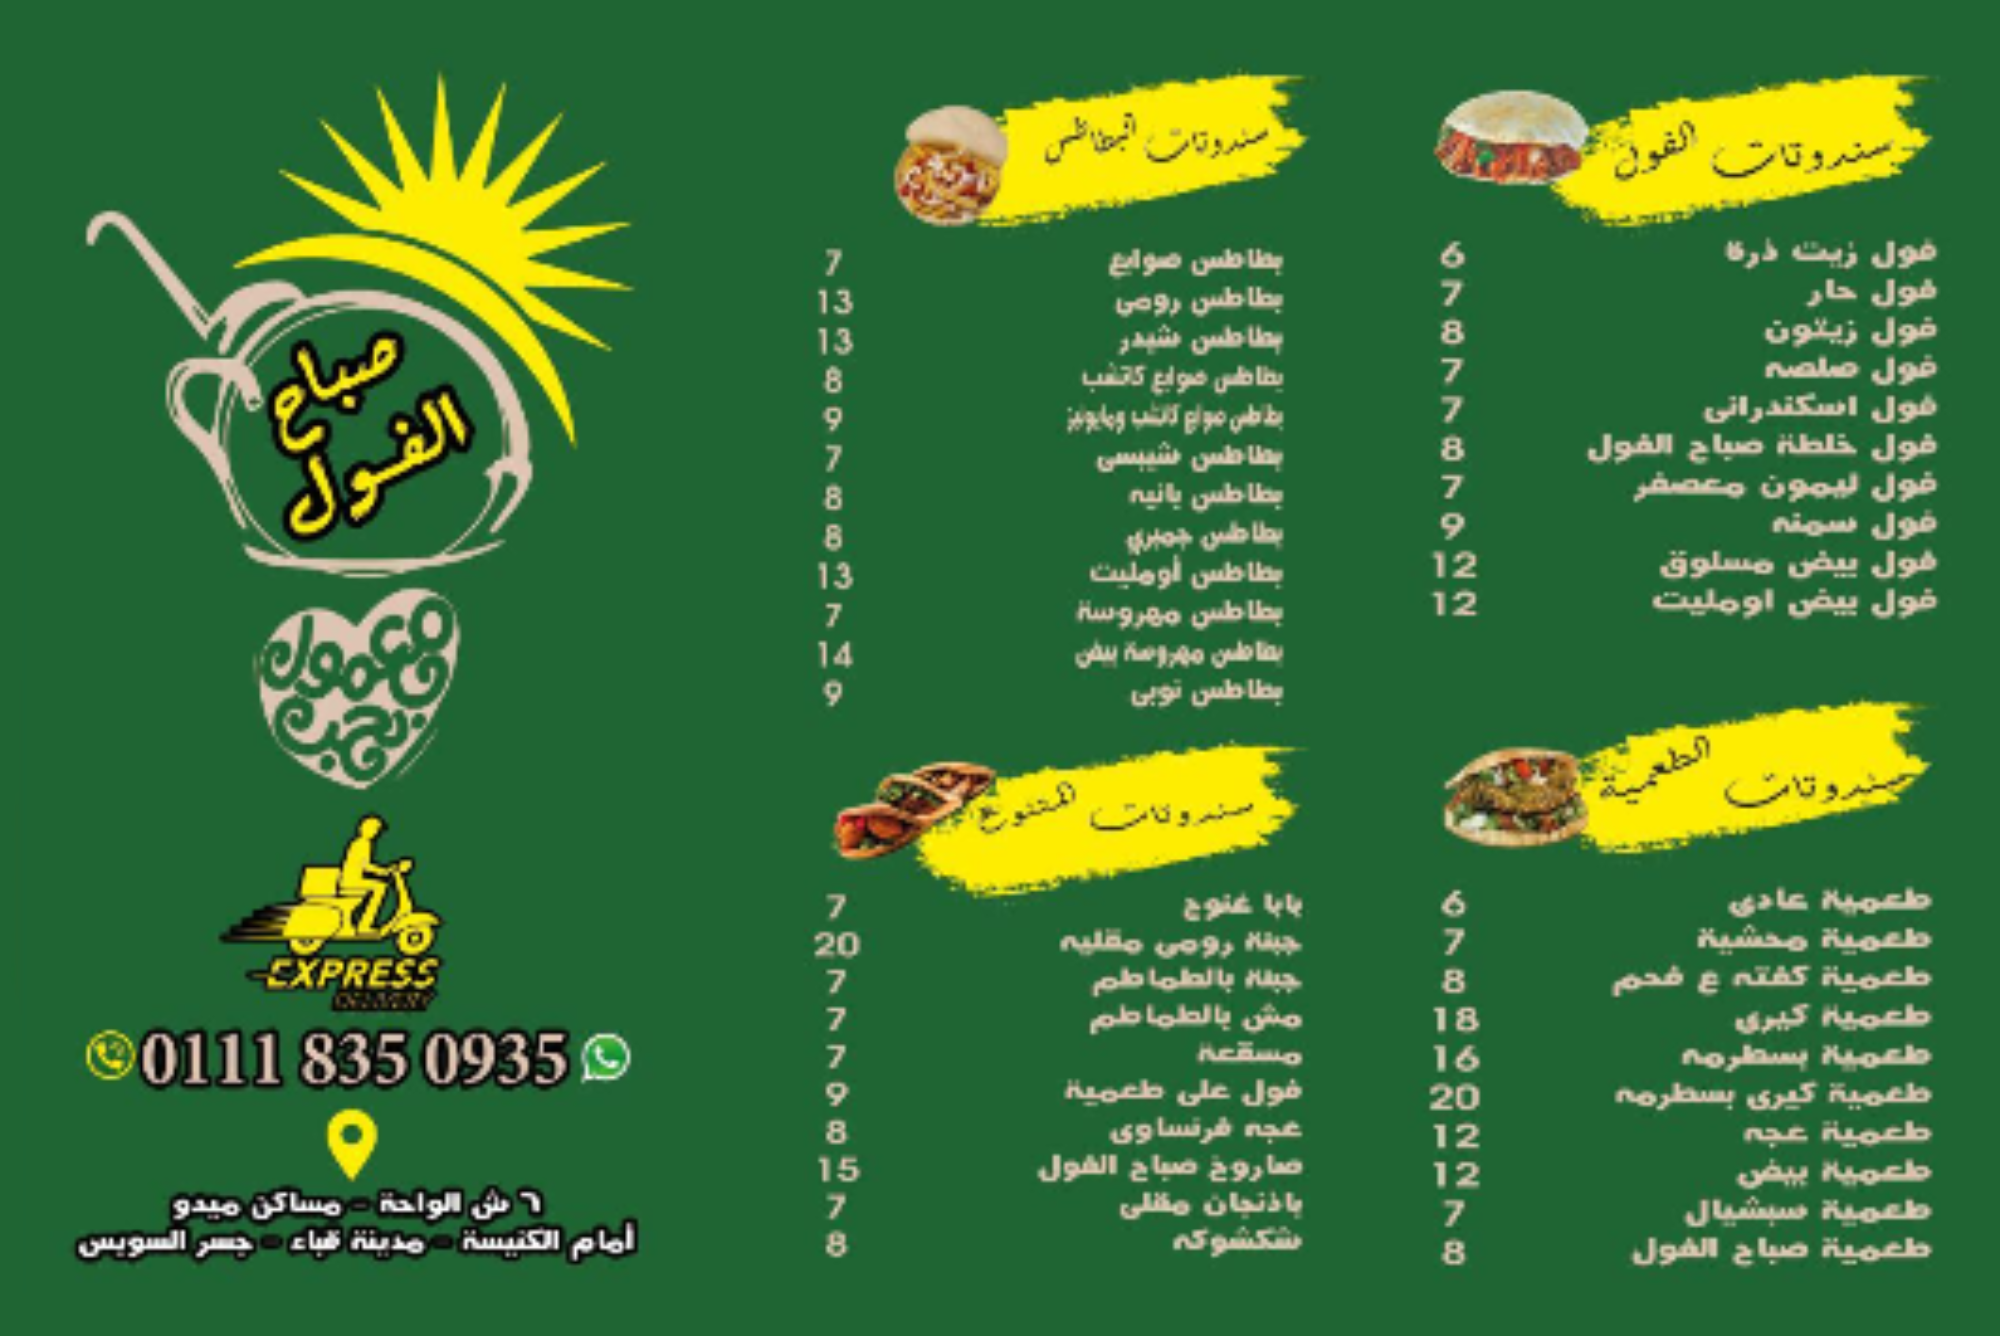 سندوتات الفول
فول زيت ذرة 6
فول حار 7
فول زيتون 8
فول صلصه 7
فول اسكندرانى 7
فول خلطة صباح الفول 8
فول ليمون معصفر 7
فول سمنه 9
فول بيض مسلوق 12
فول بيض اومليت 12
سندوتات الطعمية
طعمية عادى 6
طعمية محشية 7
طعمية كفته ع فحم 8
طعمية كيرى 18
طعمية بسطرمه 16
طعمية كيرى بسطرمه 20
طعمية عجه 12
طعمية بيض 12
طعمية سبشيال 7
طعمية صباح الفول 8
سندوتات البطاطس
بطاطس صوابع 7
بطاطس رومى 13
بطاطس شيدر 13
بطاطس صوابع كاتشب 8
بطاطس صوابع كاتشب ومايونيز 9
بطاطس شيبسى 7
بطاطس بانيه 8
بطاطس جمبري 8
بطاطس أومليت 13
بطاطس مهروسة 7
بطاطس مهروسة بيض 14
بطاطس توبى 9
سندوتات المتنوع
بابا غنوج 7
جبنة رومى مقليه 20
جبنة بالطماطم 7
مش بالطماطم 7
مسقعة 7
فول على طعمية 9
عجه فرنساوى 8
صاروخ صباح الفول 15
باذنجان مقلى 7
شكشوكه 8
صباح
الفول
معمول
بحب
EXPRESS
DELIVERY
0111 835 0935
٦ ش الواحة - مساكن ميدو
أمام الكنيسة - مدينة قباء - جسر السويس